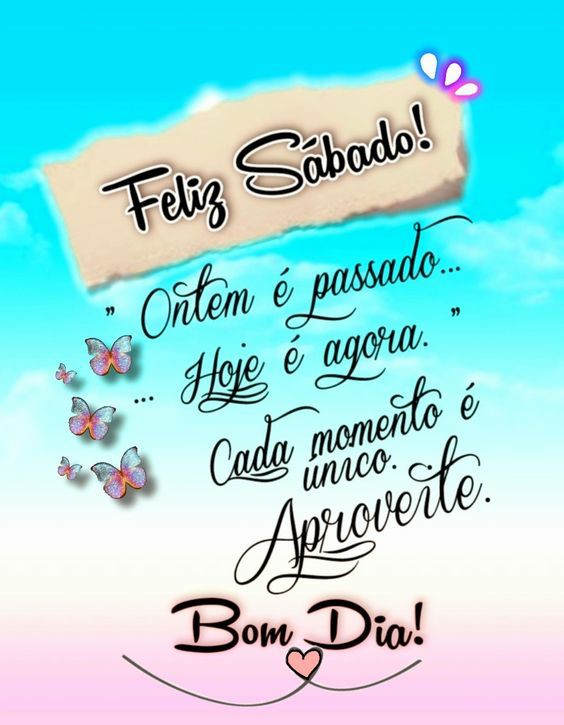 Feliz Sábado!
" Ontem é passado...
... Hoje é agora. "
Cada momento é
único.
Aproveite.
Bom Dia!